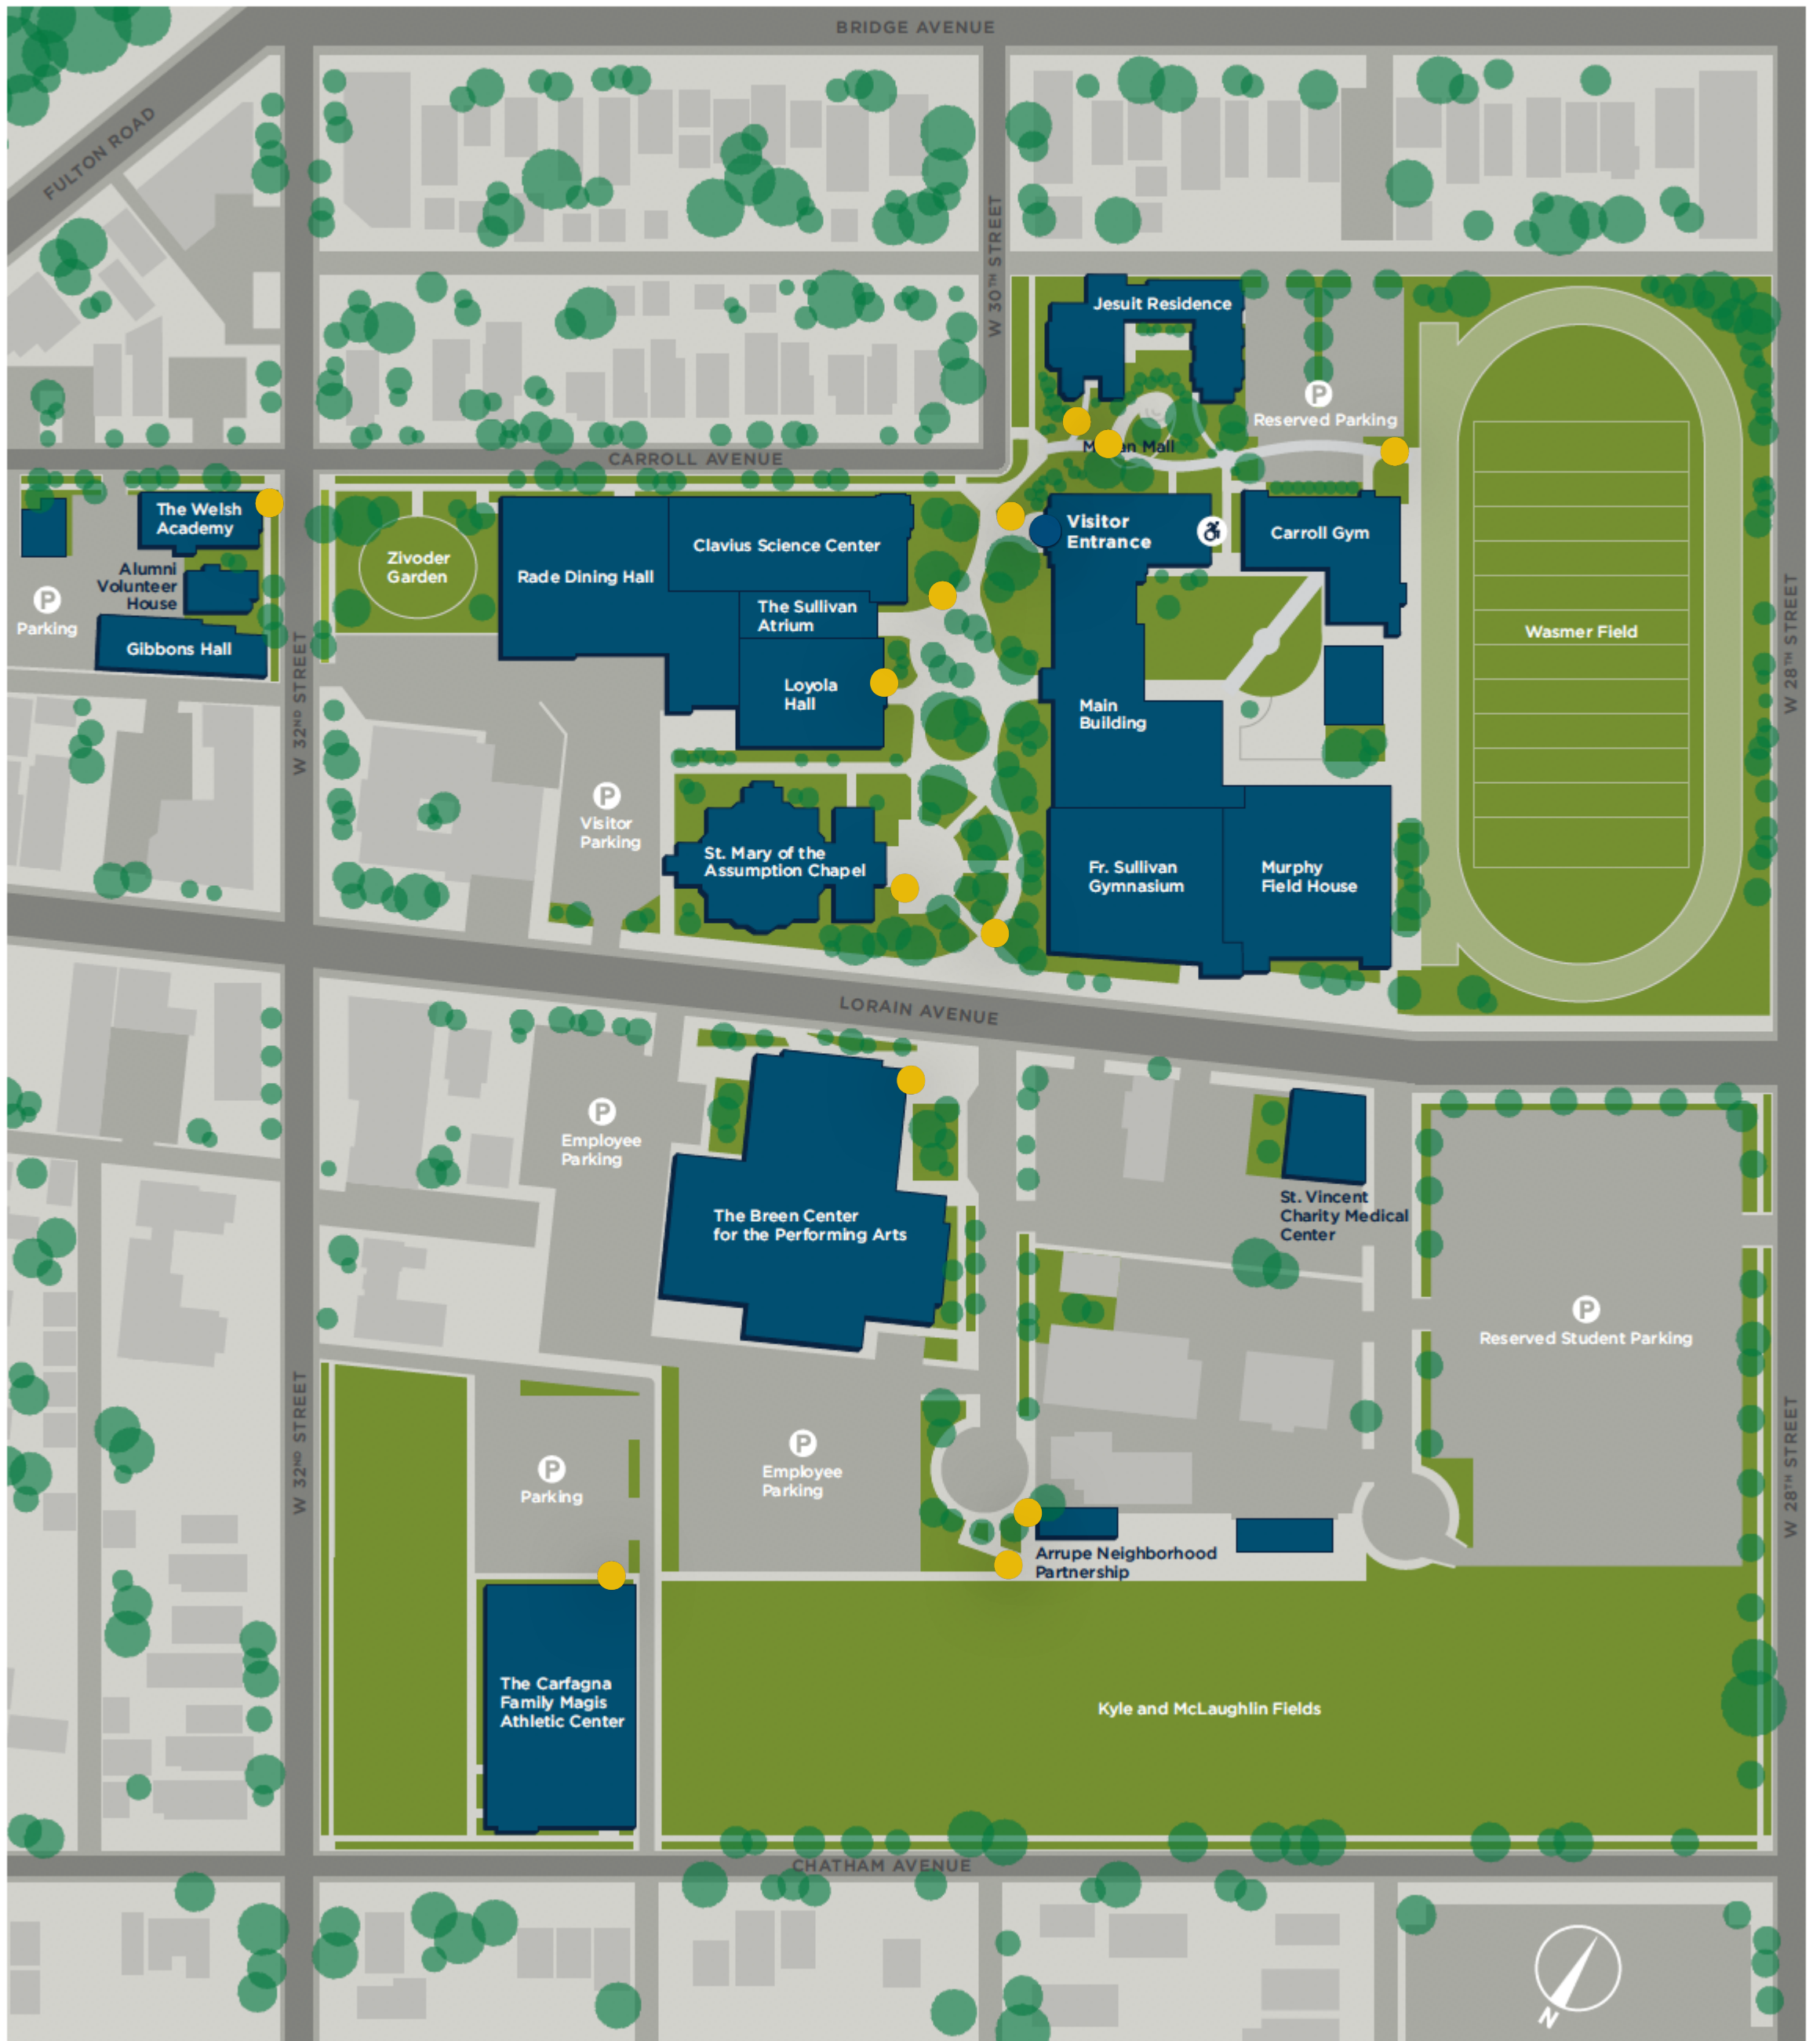 BRIDGE AVENUE
FULTON ROAD
W 30TH STREET
Jesuit Residence
P
Reserved Parking
Mall
CARROLL AVENUE
The Welsh
Academy
Alumni
Volunteer
House
P
Parking
Gibbons Hall
W 32ND STREET
Zivoder
Garden
Rade Dining Hall
Clavius Science Center
The Sullivan
Atrium
Loyola
Hall
Visitor
Entrance
Carroll Gym
Main
Building
Wasmer Field
W 28TH STREET
P
Visitor
Parking
St. Mary of the
Assumption Chapel
Fr. Sullivan
Gymnasium
Murphy
Field House
LORAIN AVENUE
P
Employee
Parking
The Breen Center
for the Performing Arts
St. Vincent
Charity Medical
Center
P
Reserved Student Parking
W 32ND STREET
P
Parking
P
Employee
Parking
W 28TH STREET
Arrupe Neighborhood
Partnership
The Carfagna
Family Magis
Athletic Center
Kyle and McLaughlin Fields
CHATHAM AVENUE
N